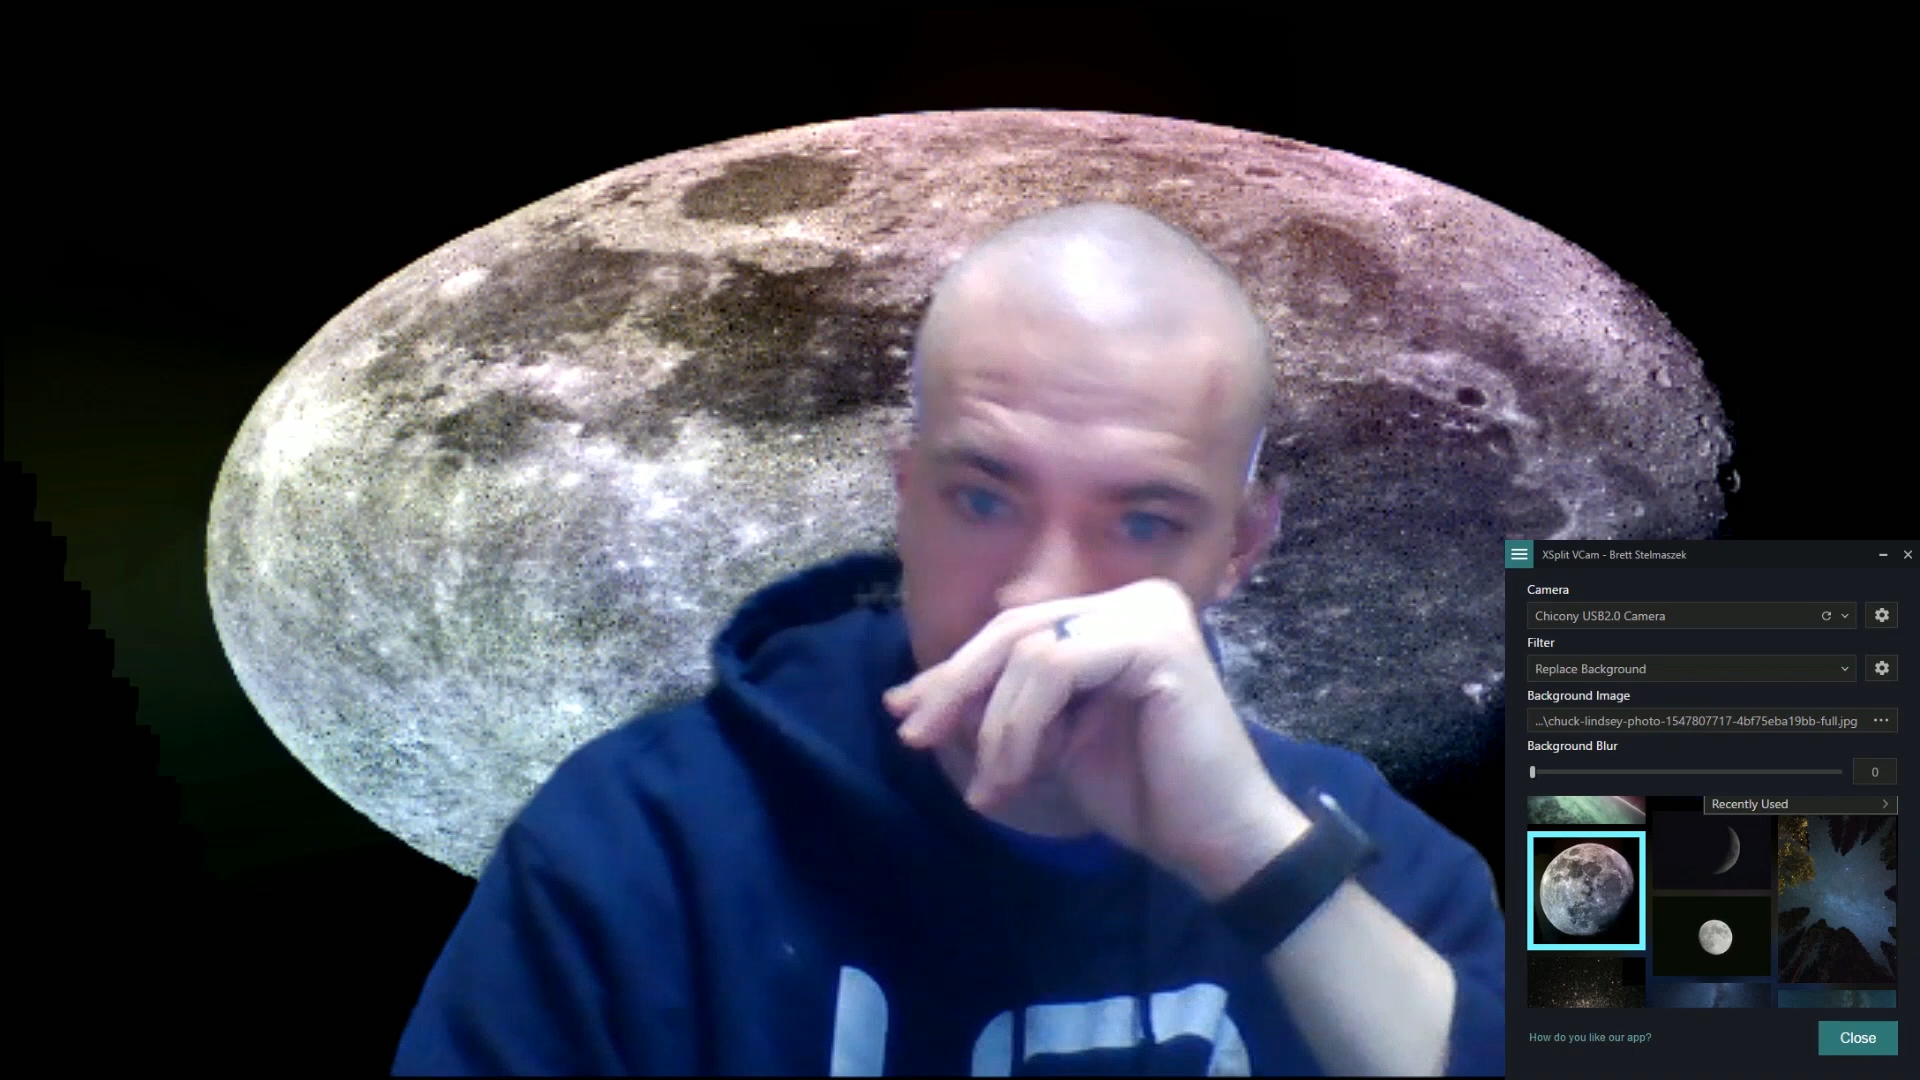 XSplit VCam - Brett Stelmaszek
Camera
Chicony USB2.0 Camera
Filter
Replace Background
Background Image
...\chuck-lindsey-photo-1547807717-4bf75eba19bb-full.jpg
Background Blur
0
Recently Used
How do you like our app?
Close